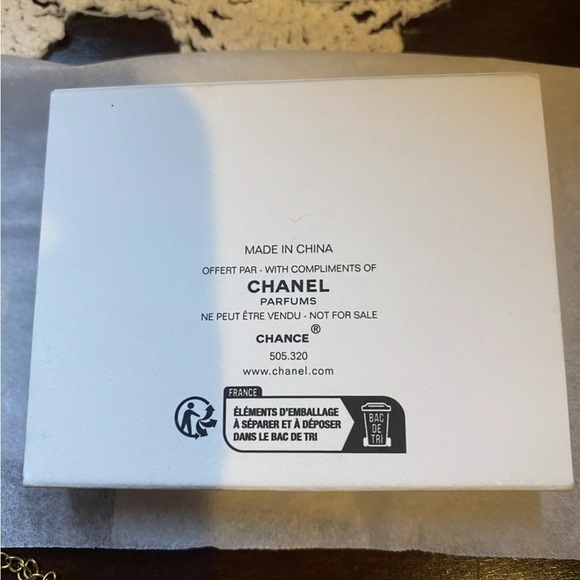 MADE IN CHINA
OFFERT PAR - WITH COMPLIMENTS OF
CHANEL
PARFUMS
NE PEUT ÊTRE VENDU - NOT FOR SALE
CHANCE®
505.320
www.chanel.com
FRANCE
ÉLÉMENTS D'EMBALLAGE
À SÉPARER ET À DÉPOSER
DANS LE BAC DE TRI
BAC
DE
TRI